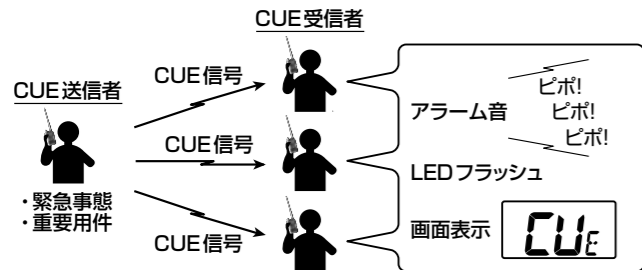 CUE受信者
CUE送信者
CUE信号
CUE信号
CUE信号
・緊急事態
・重要用件
アラーム音
ピポ!
ピポ!
ピポ!
LEDフラッシュ
画面表示
CUE